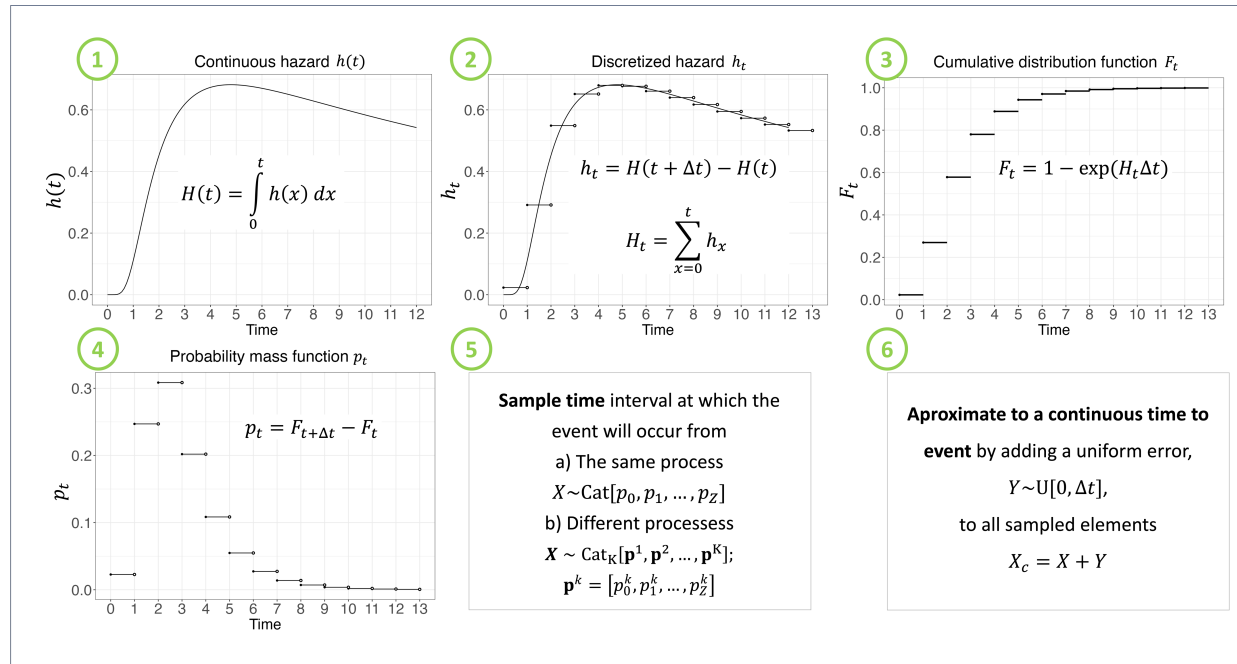 1
Continuous hazard h(t)
h(t)
0.6
0.4
0.2
0.0
H(t) = ∫₀ᵗ h(x) dx
0 1 2 3 4 5 6 7 8 9 10 11 12
Time
2
Discretized hazard hₜ
hₜ
0.6
0.4
0.2
0.0
hₜ = H(t + Δt) − H(t)
Hₜ = ∑ₓ₌₀ᵗ hₓ
0 1 2 3 4 5 6 7 8 9 10 11 12 13
Time
3
Cumulative distribution function Fₜ
Fₜ
1.0
0.8
0.6
0.4
0.2
0.0
Fₜ = 1 − exp(HₜΔt)
0 1 2 3 4 5 6 7 8 9 10 11 12 13
Time
4
Probability mass function pₜ
pₜ
0.3
0.2
0.1
0.0
pₜ = F_{t+Δt} − Fₜ
0 1 2 3 4 5 6 7 8 9 10 11 12 13
Time
5
Sample time interval at which the
event will occur from
a) The same process
X~Cat[p₀, p₁, … , p_Z]
b) Different processess
X ~ Cat_K[p¹, p², … , p^K];
p^k = [p₀^k, p₁^k, … , p_Z^k]
6
Aproximate to a continuous time to
event by adding a uniform error,
Y~U[0, Δt],
to all sampled elements
X_c = X + Y